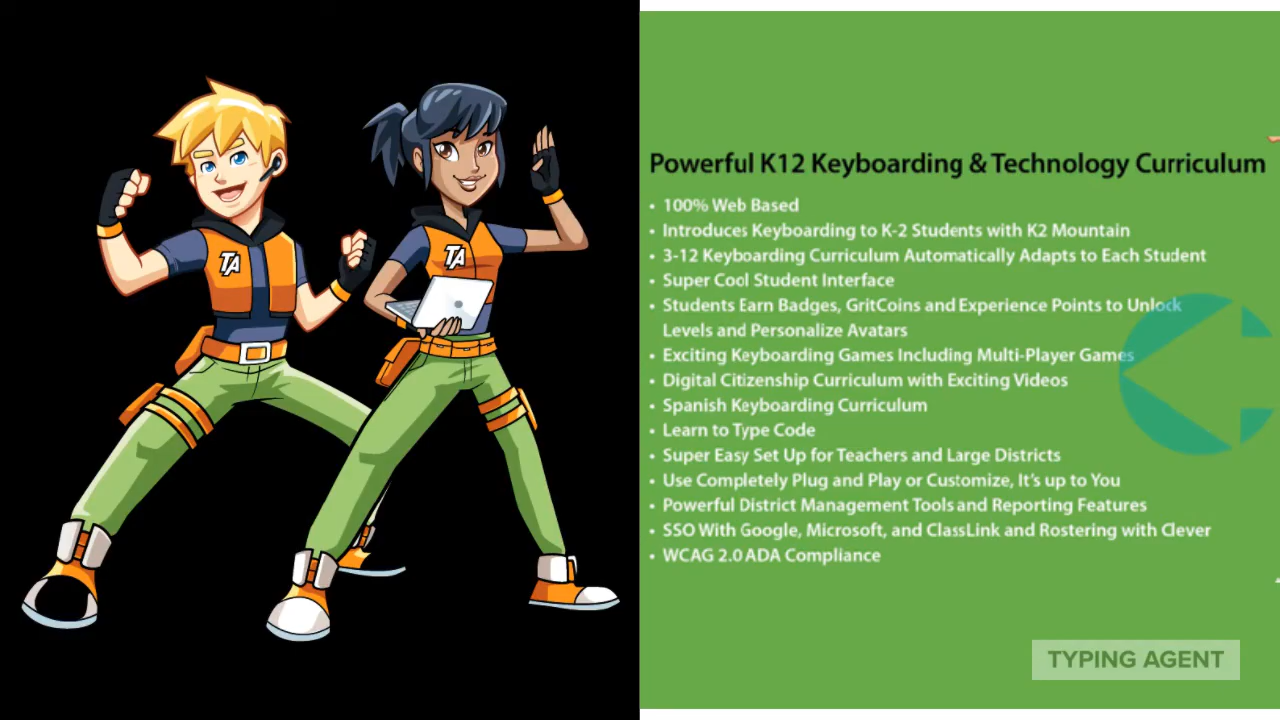 TA
TA
Powerful K12 Keyboarding & Technology Curriculum
• 100% Web Based
• Introduces Keyboarding to K-2 Students with K2 Mountain
• 3-12 Keyboarding Curriculum Automatically Adapts to Each Student
• Super Cool Student Interface
• Students Earn Badges, GritCoins and Experience Points to Unlock
Levels and Personalize Avatars
• Exciting Keyboarding Games Including Multi-Player Games
• Digital Citizenship Curriculum with Exciting Videos
• Spanish Keyboarding Curriculum
• Learn to Type Code
• Super Easy Set Up for Teachers and Large Districts
• Use Completely Plug and Play or Customize, It's up to You
• Powerful District Management Tools and Reporting Features
• SSO With Google, Microsoft, and ClassLink and Rostering with Clever
• WCAG 2.0 ADA Compliance
TYPING AGENT